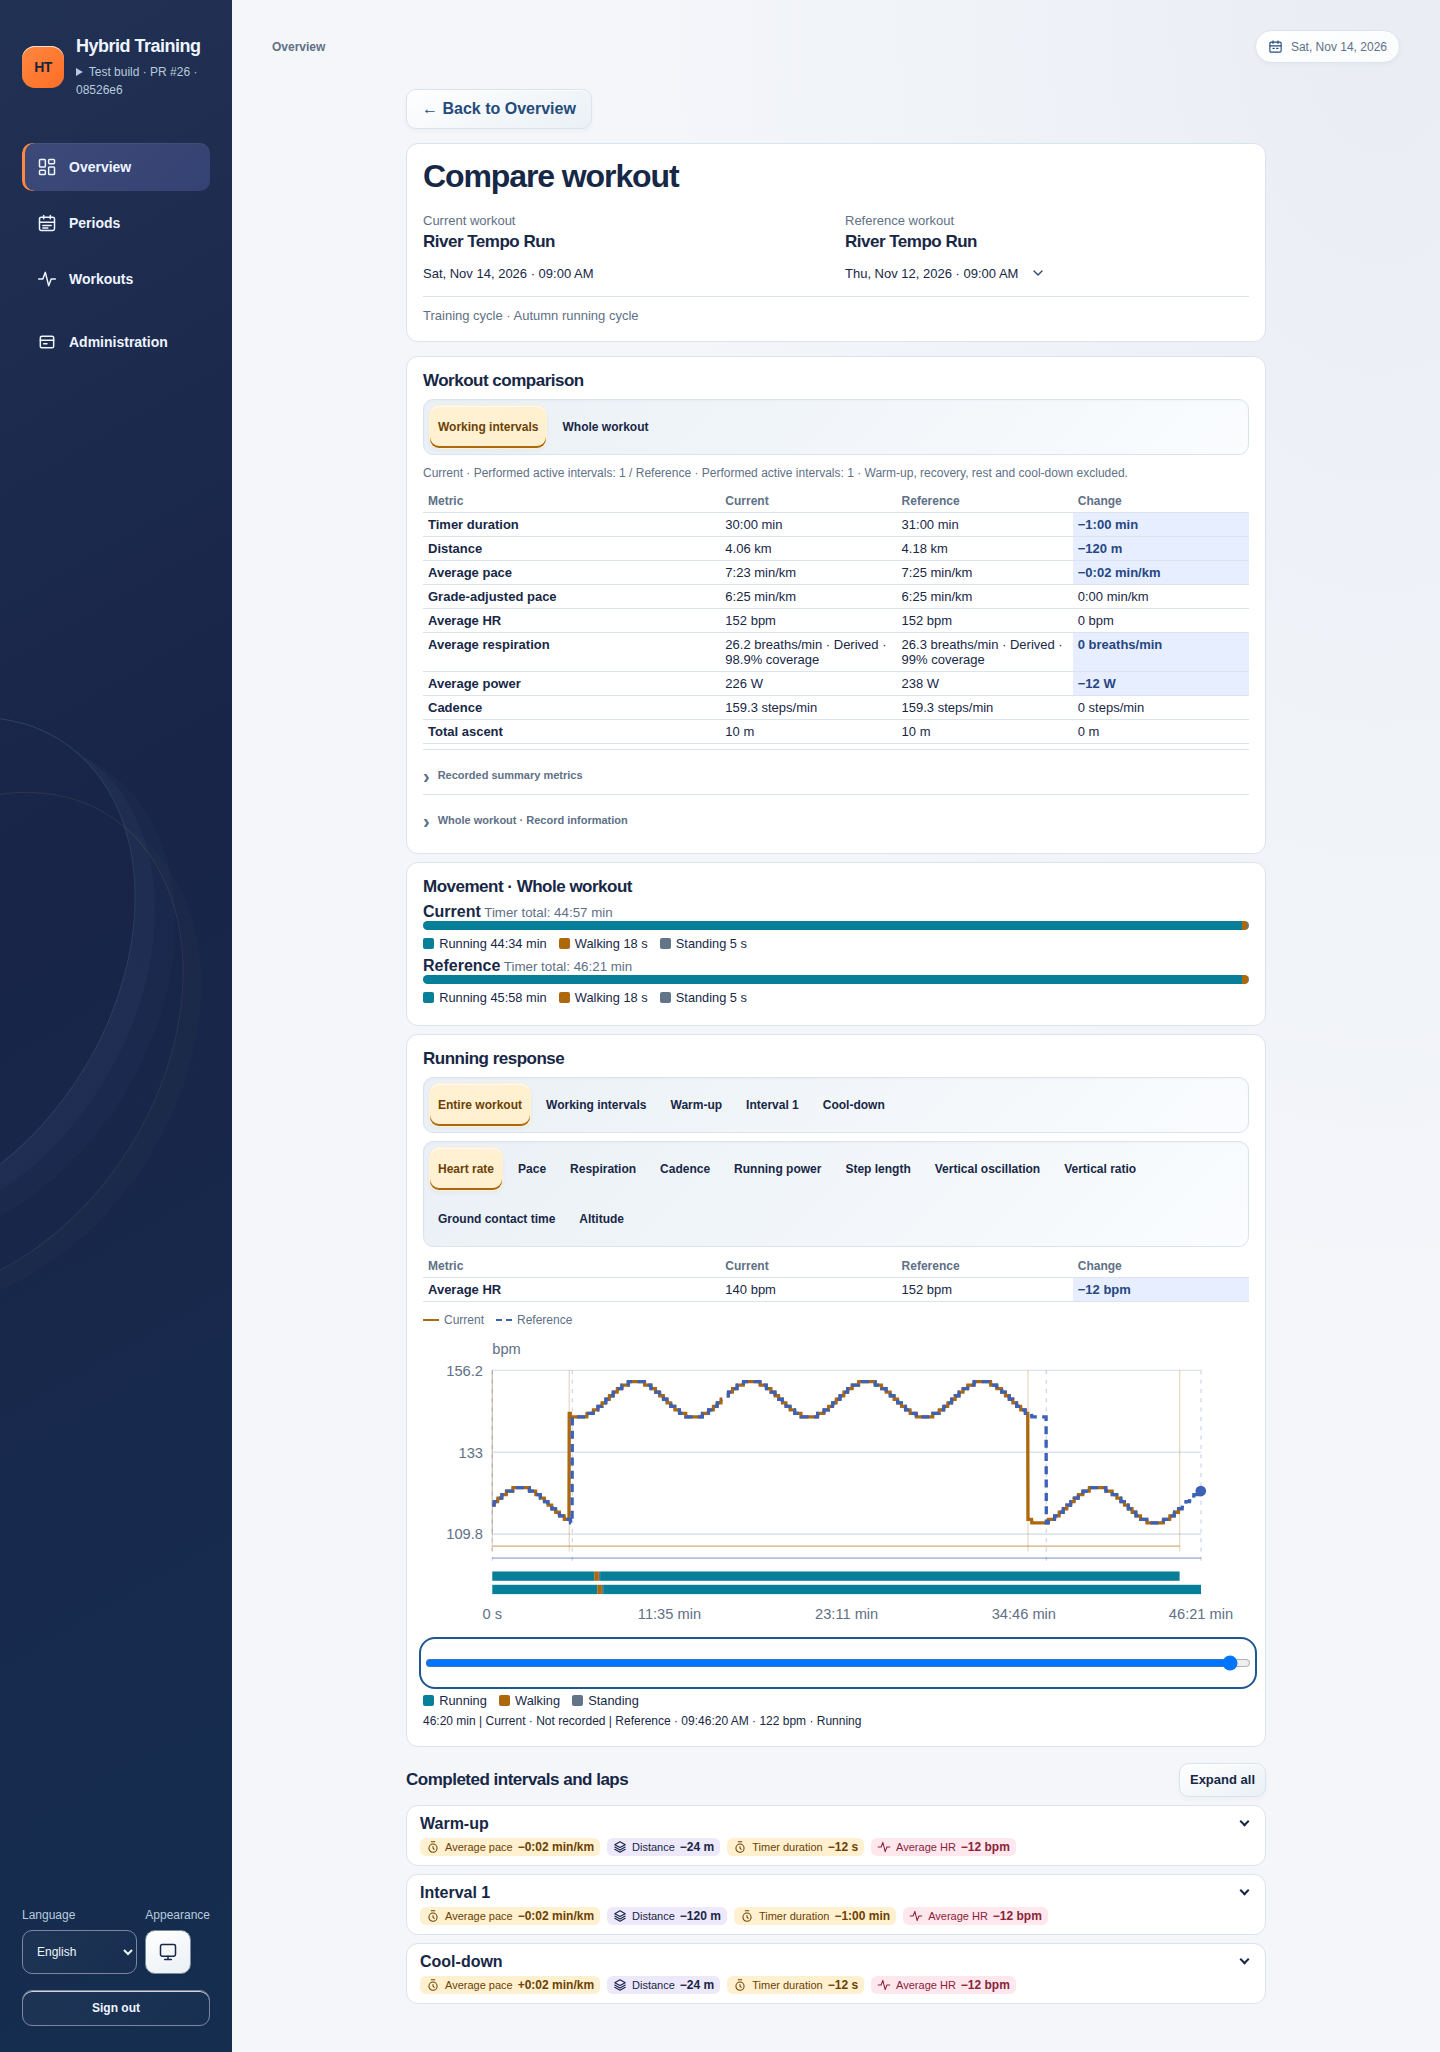 HT
Hybrid Training
Test build · PR #26 ·
08526e6
Overview
Periods
Workouts
Administration
Language
Appearance
English
Sign out
Overview
Sat, Nov 14, 2026
← Back to Overview
Compare workout
Current workout
River Tempo Run
Sat, Nov 14, 2026 · 09:00 AM
Reference workout
River Tempo Run
Thu, Nov 12, 2026 · 09:00 AM
Training cycle · Autumn running cycle
Workout comparison
Working intervals Whole workout
Current · Performed active intervals: 1 / Reference · Performed active intervals: 1 · Warm-up, recovery, rest and cool-down excluded.
Metric Current Reference Change
Timer duration 30:00 min 31:00 min −1:00 min
Distance 4.06 km 4.18 km −120 m
Average pace 7:23 min/km 7:25 min/km −0:02 min/km
Grade-adjusted pace 6:25 min/km 6:25 min/km 0:00 min/km
Average HR 152 bpm 152 bpm 0 bpm
Average respiration 26.2 breaths/min · Derived · 26.3 breaths/min · Derived · 0 breaths/min
98.9% coverage 99% coverage
Average power 226 W 238 W −12 W
Cadence 159.3 steps/min 159.3 steps/min 0 steps/min
Total ascent 10 m 10 m 0 m
Recorded summary metrics
Whole workout · Record information
Movement · Whole workout
Current Timer total: 44:57 min
Running 44:34 min Walking 18 s Standing 5 s
Reference Timer total: 46:21 min
Running 45:58 min Walking 18 s Standing 5 s
Running response
Entire workout Working intervals Warm-up Interval 1 Cool-down
Heart rate Pace Respiration Cadence Running power Step length Vertical oscillation Vertical ratio
Ground contact time Altitude
Metric Current Reference Change
Average HR 140 bpm 152 bpm −12 bpm
Current Reference
bpm
156.2
133
109.8
0 s 11:35 min 23:11 min 34:46 min 46:21 min
Running Walking Standing
46:20 min | Current · Not recorded | Reference · 09:46:20 AM · 122 bpm · Running
Completed intervals and laps
Expand all
Warm-up
Average pace −0:02 min/km Distance −24 m Timer duration −12 s Average HR −12 bpm
Interval 1
Average pace −0:02 min/km Distance −120 m Timer duration −1:00 min Average HR −12 bpm
Cool-down
Average pace +0:02 min/km Distance −24 m Timer duration −12 s Average HR −12 bpm